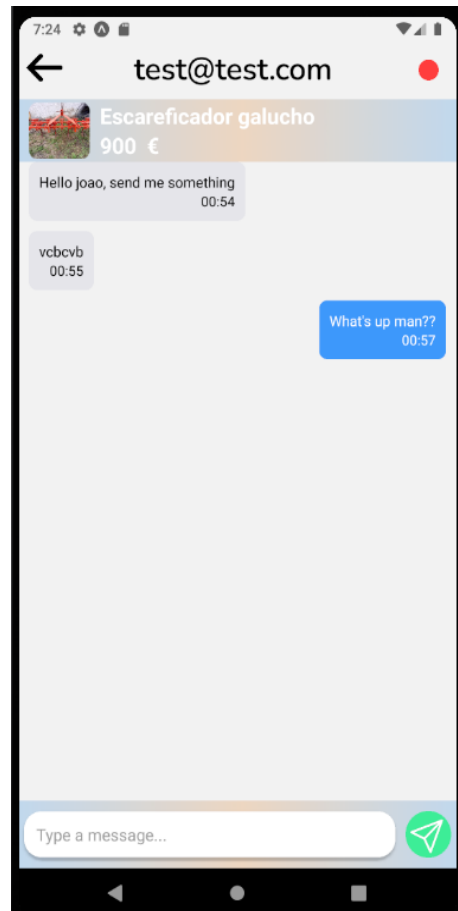 7:24
test@test.com
Escareficador galucho
900 €
Hello joao, send me something
00:54
vcbcvb
00:55
What's up man??
00:57
Type a message...